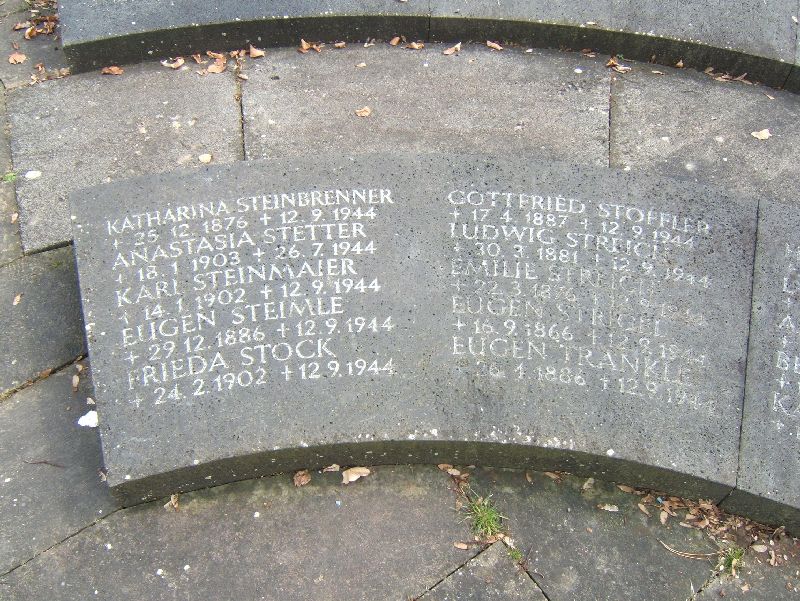 KATHARINA STEINBRENNER
+ 25. 12. 1876 + 12. 9. 1944
ANASTASIA STETTER
+ 18. 1. 1903 + 26. 7. 1944
KARL STEINMAIER
+ 14. 1. 1902 + 12. 9. 1944
EUGEN STEIMLE
+ 29. 12. 1886 + 12. 9. 1944
FRIEDA STOCK
+ 24. 2. 1902 + 12. 9. 1944
GOTTFRIED STOFFLER
+ 17. 4. 1887 + 12. 9. 1944
LUDWIG STREICH
+ 30. 3. 1881 + 12. 9. 1944
EMILIE STREICH
+ 22. 3. 1876 + 12. 9. 1944
EUGEN STRIGEL
+ 16. 9. 1866 + 12. 9. 1944
EUGEN TRÄNKLE
+ 1886 + 12. 9. 1944